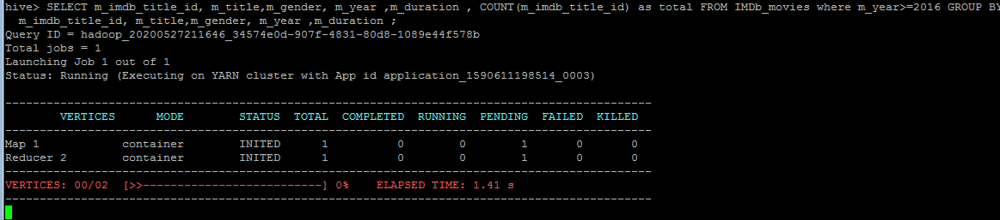 hive> SELECT m_imdb_title_id, m_title,m_gender, m_year ,m_duration , COUNT(m_imdb_title_id) as total FROM IMDb_movies where m_year>=2016 GROUP BY
  m_imdb_title_id, m_title,m_gender, m_year ,m_duration ;
Query ID = hadoop_20200527211646_34574e0d-907f-4831-80d8-1089e44f578b
Total jobs = 1
Launching Job 1 out of 1
Status: Running (Executing on YARN cluster with App id application_1590611198514_0003)
----------------------------------------------------------------------------------------------
        VERTICES      MODE        STATUS  TOTAL  COMPLETED  RUNNING  PENDING  FAILED  KILLED
----------------------------------------------------------------------------------------------
Map 1            container        INITED      1          0        0        1       0       0
Reducer 2        container        INITED      1          0        0        1       0       0
----------------------------------------------------------------------------------------------
VERTICES: 00/02  [>>--------------------------] 0%    ELAPSED TIME: 1.41 s
----------------------------------------------------------------------------------------------